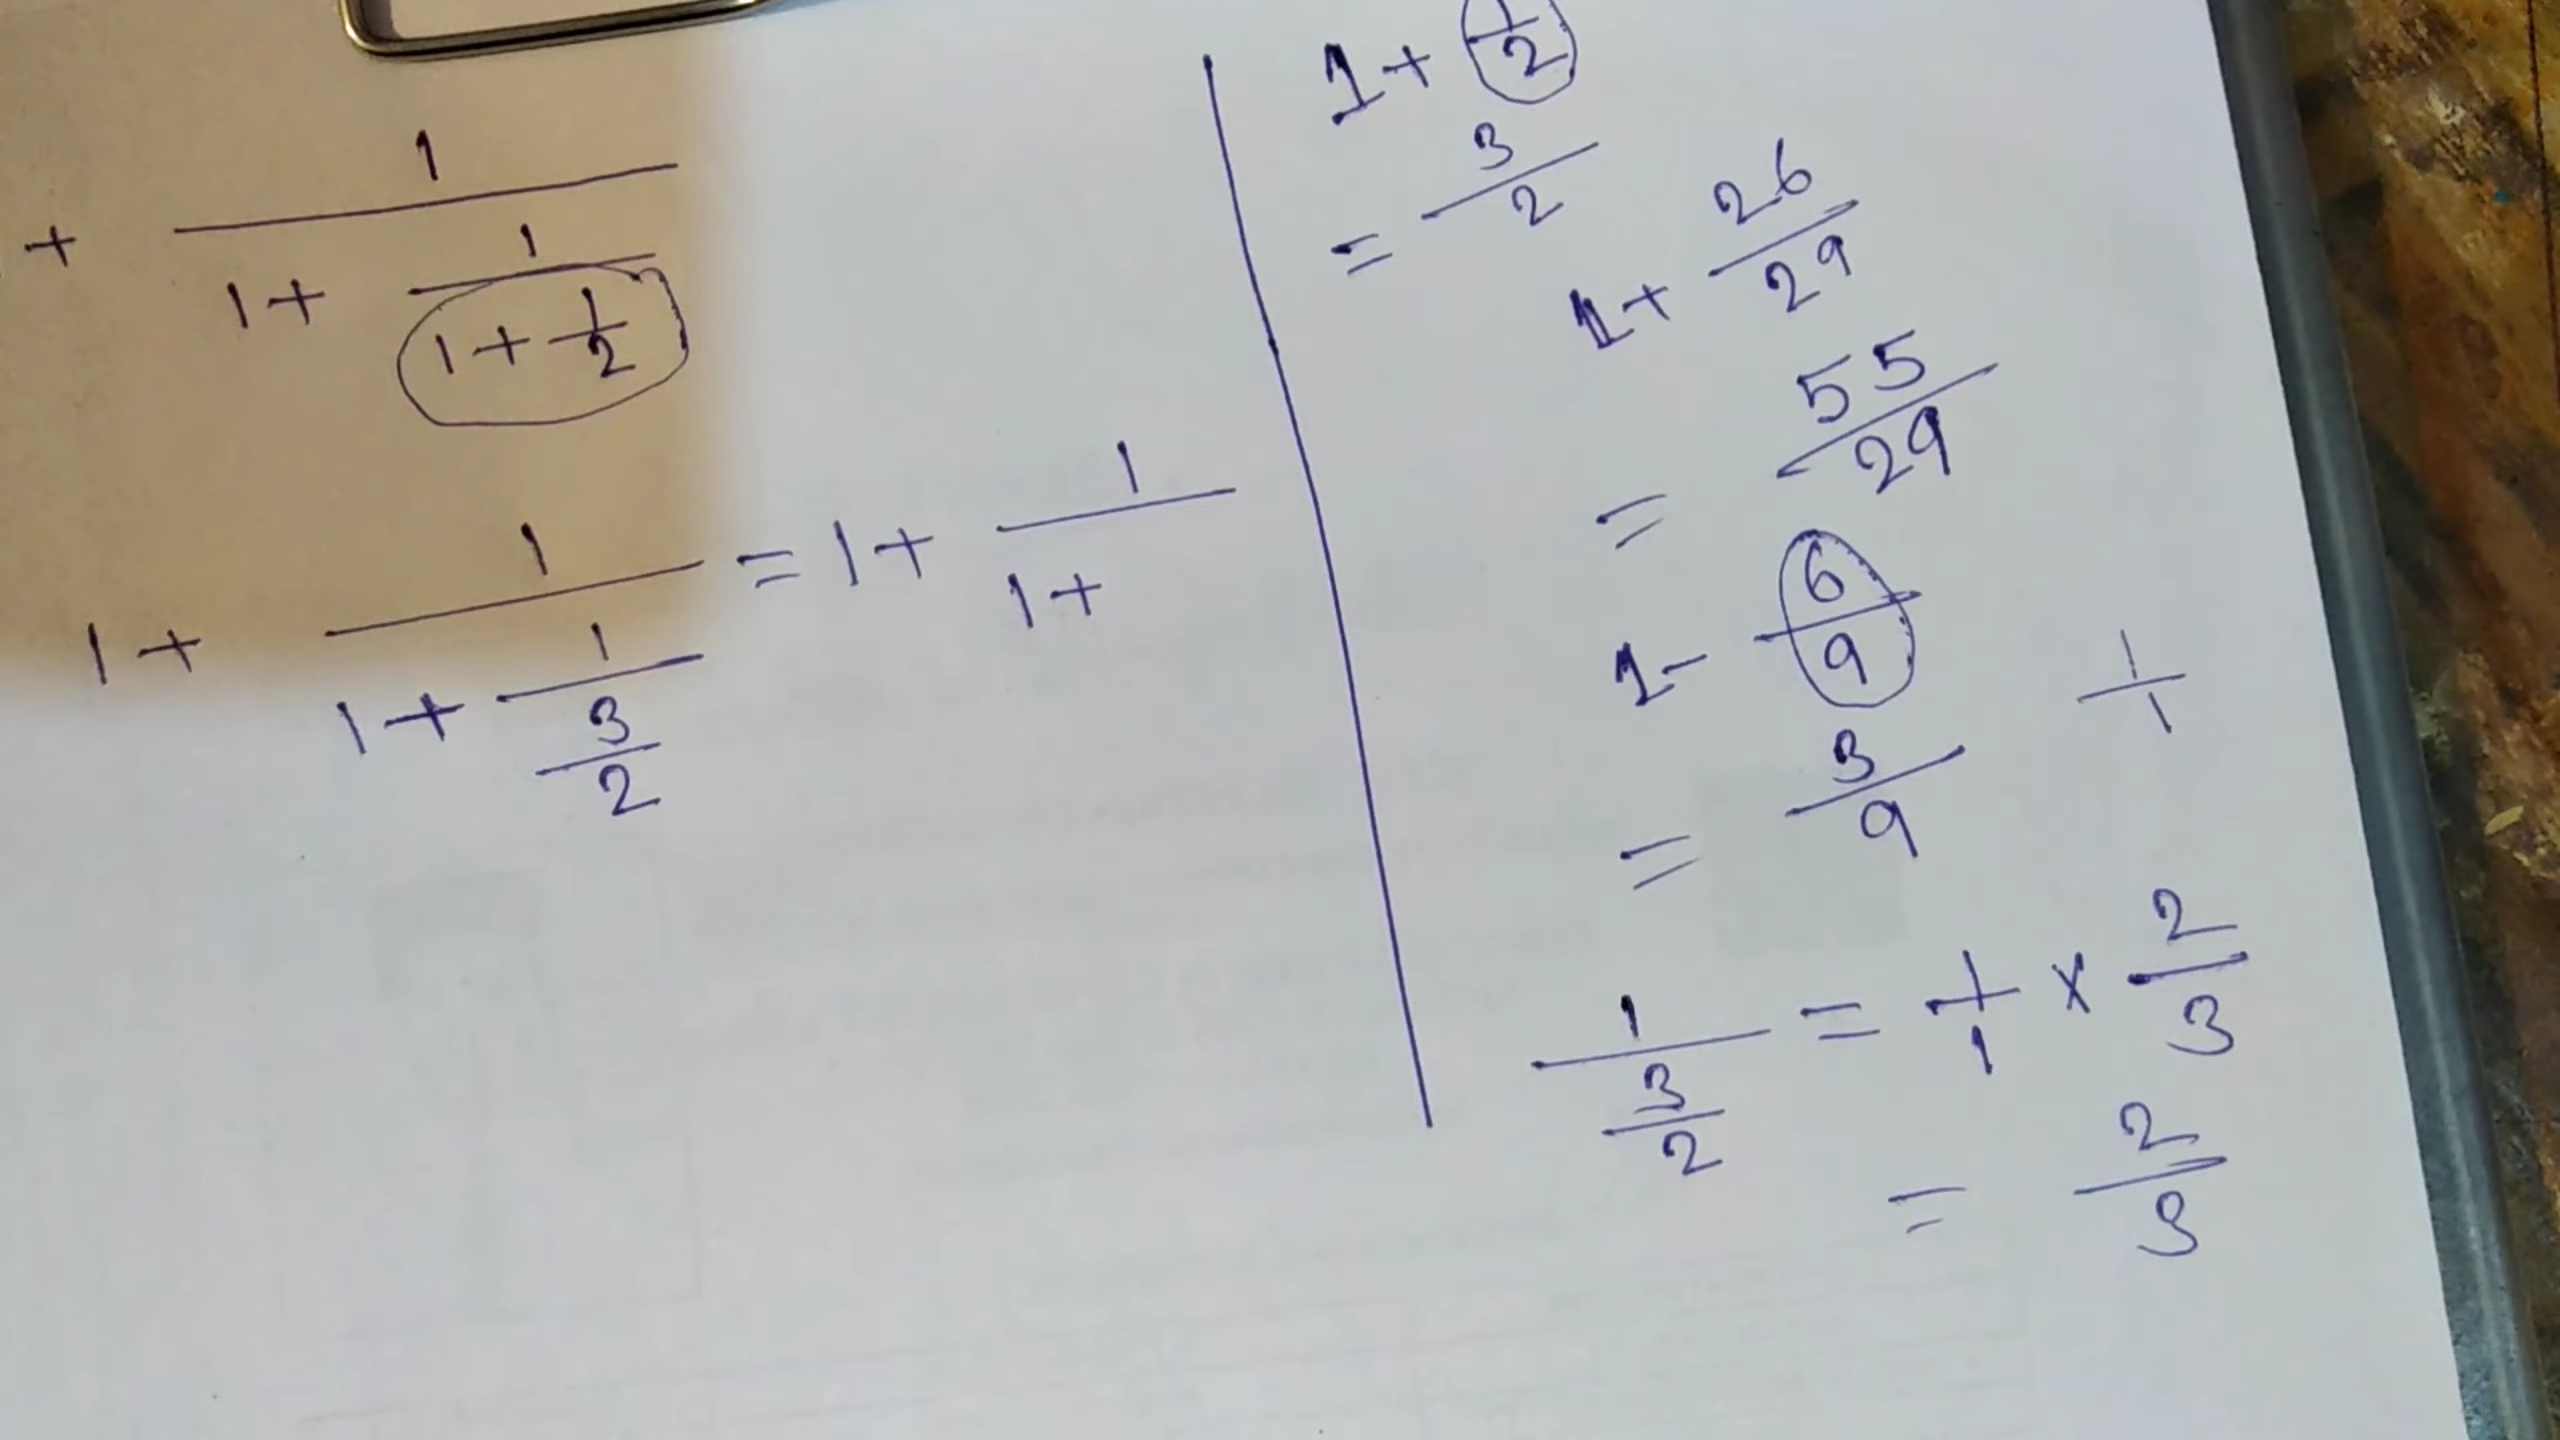 + 1/(1+ 1/(1+ 1/2))
1+ 1/(1+ 1/(3/2)) = 1+ 1/(1+
1+ 1/2
= 3/2
1+ 26/29
= 55/29
1- 6/9
= 3/9
1/1
1/(3/2) = 1/1 × 2/3
= 2/3